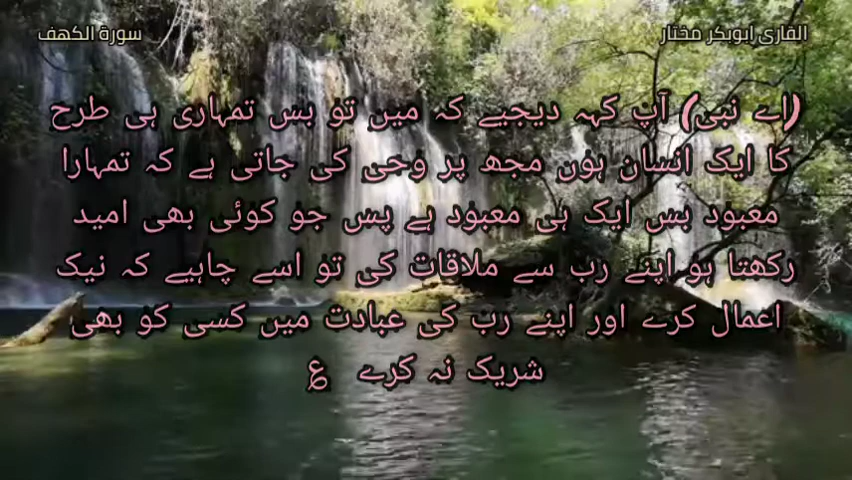 القارى ابوبكر مختار
سورة الكهف
(اے نبی) آپ کہہ دیجیے کہ میں تو بس تمہاری ہی طرح
کا ایک انسان ہوں مجھ پر وحی کی جاتی ہے کہ تمہارا
معبود بس ایک ہی معبود ہے پس جو کوئی بھی امید
رکھتا ہو اپنے رب سے ملاقات کی تو اسے چاہیے کہ نیک
اعمال کرے اور اپنے رب کی عبادت میں کسی کو بھی
شریک نہ کرے ؏